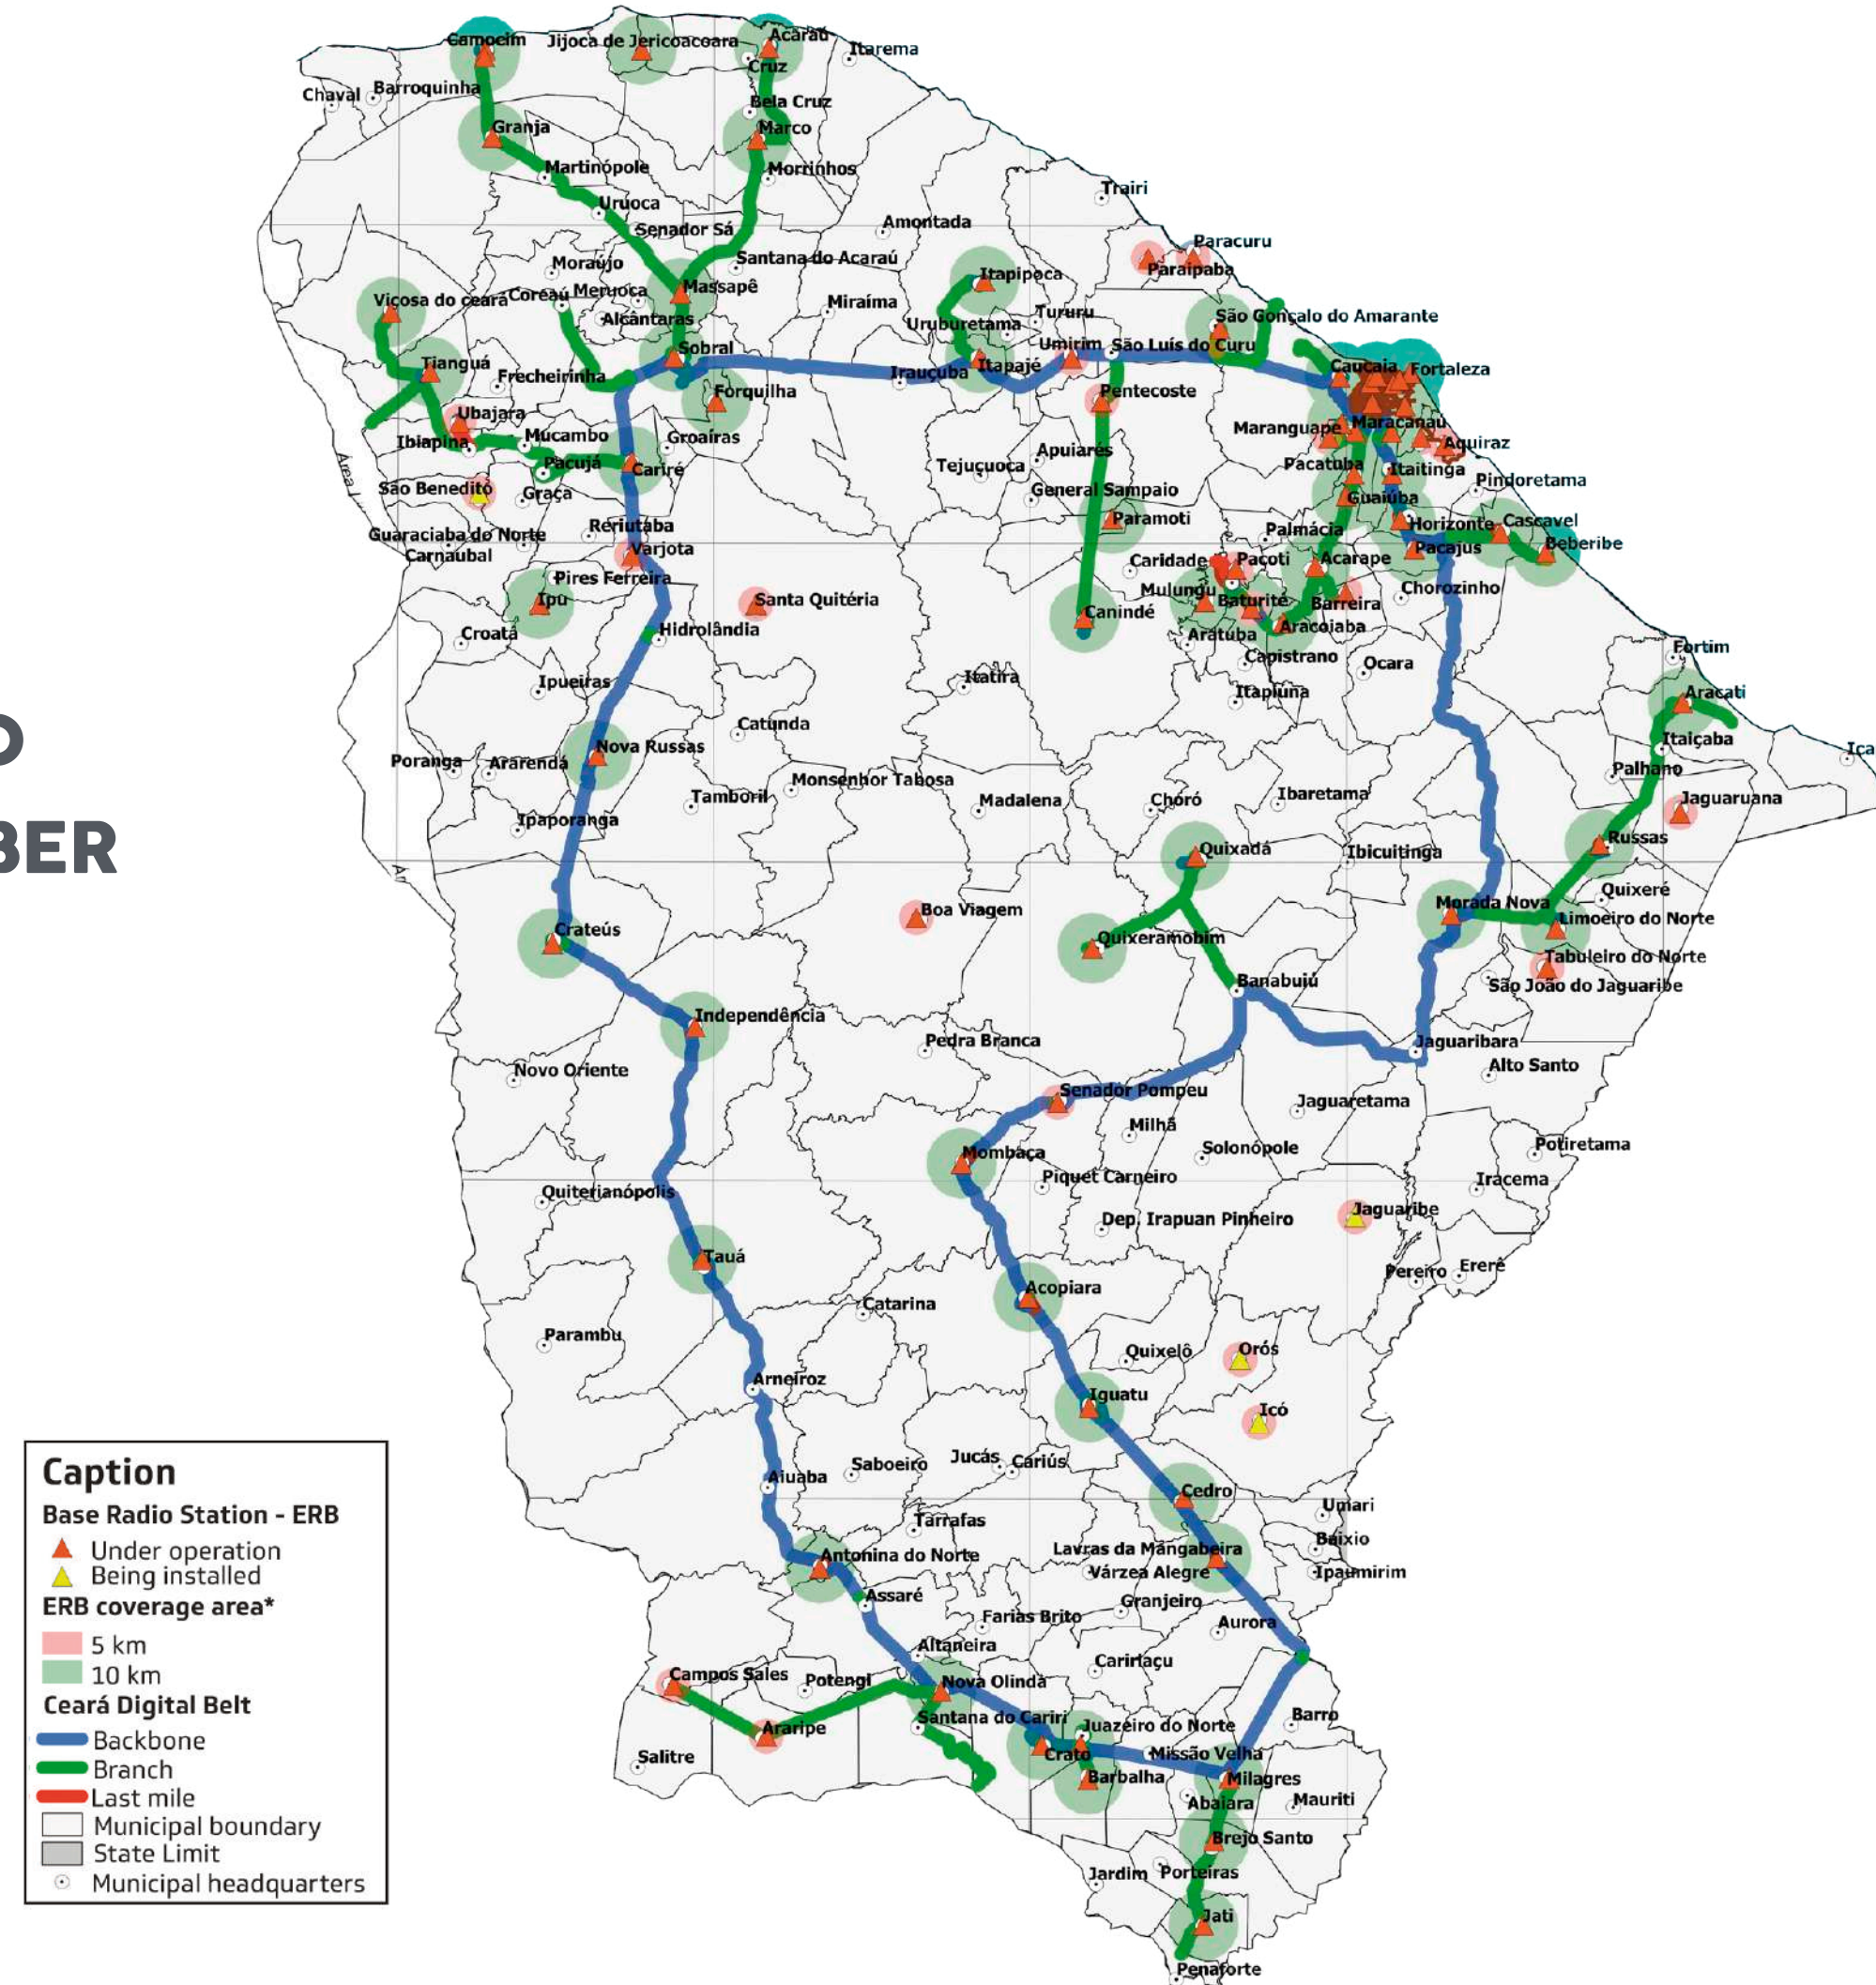 Camocim
Jijoca de Jericoacoara
Acaraú
Itarema
Cruz
Chaval
Barroquinha
Bela Cruz
Granja
Marco
Martinópole
Morrinhos
Trairi
Uruoca
Senador Sá
Amontada
Paracuru
Paraipaba
Moraújo
Santana do Acaraú
Itapipoca
Viçosa do ceará
Coreaú
Meruoca
Massapê
Miraíma
Alcântaras
Uruburetama
Tururu
São Gonçalo do Amarante
Sobral
Umirim
São Luís do Curu
Tianguá
Frecheirinha
Irauçuba
Itapajé
Caucaia
Fortaleza
Forquilha
Pentecoste
Ubajara
Ibiapina
Mucambo
Groaíras
Apuiarés
Maranguape
Maracanaú
Aquiraz
Pacujá
Cariré
Tejuçuoca
Pacatuba
Itaitinga
São Benedito
Graça
General Sampaio
Guaiúba
Pindoretama
Guaraciaba do Norte
Reriutaba
Paramoti
Palmácia
Horizonte
Cascavel
Carnaubal
Varjota
Pacajus
Beberibe
Pires Ferreira
Caridade
Pacoti
Acarape
Ipu
Santa Quitéria
Mulungu
Baturité
Barreira
Chorozinho
Canindé
Croatá
Hidrolândia
Aratuba
Aracoiaba
Capistrano
Ocara
Fortim
Ipueiras
Itatira
Itapiuna
Aracati
Catunda
O
Nova Russas
Itaiçaba
Iça
Poranga
Ararendá
Palhano
Monsenhor Tabosa
Tamboril
Madalena
Choró
Ibaretama
Jaguaruana
BER
Ipaporanga
Russas
Quixadá
Ibicuitinga
Quixeré
Boa Viagem
Morada Nova
Limoeiro do Norte
Crateús
Quixeramobim
Tabuleiro do Norte
Banabuiú
São João do Jaguaribe
Independência
Pedra Branca
Jaguaribara
Alto Santo
Novo Oriente
Senador Pompeu
Jaguaretama
Milhã
Mombaça
Solonópole
Potiretama
Piquet Carneiro
Iracema
Quiterianópolis
Dep. Irapuan Pinheiro
Jaguaribe
Tauá
Pereiro
Ererê
Acopiara
Catarina
Parambu
Quixelô
Orós
Arneiroz
Iguatu
Icó
Jucás
Cariús
Saboeiro
Aiuaba
Cedro
Umari
Tarrafas
Baixio
Lavras da Mangabeira
Antonina do Norte
Várzea Alegre
Ipaumirim
Assaré
Granjeiro
Farias Brito
Aurora
Altaneira
Caririaçu
Campos Sales
Potengi
Nova Olinda
Santana do Cariri
Juazeiro do Norte
Barro
Araripe
Crato
Missão Velha
Salitre
Barbalha
Milagres
Abaiara
Mauriti
Brejo Santo
Jardim
Porteiras
Jati
Penaforte
Caption
Base Radio Station - ERB
Under operation
Being installed
ERB coverage area*
5 km
10 km
Ceará Digital Belt
Backbone
Branch
Last mile
Municipal boundary
State Limit
Municipal headquarters